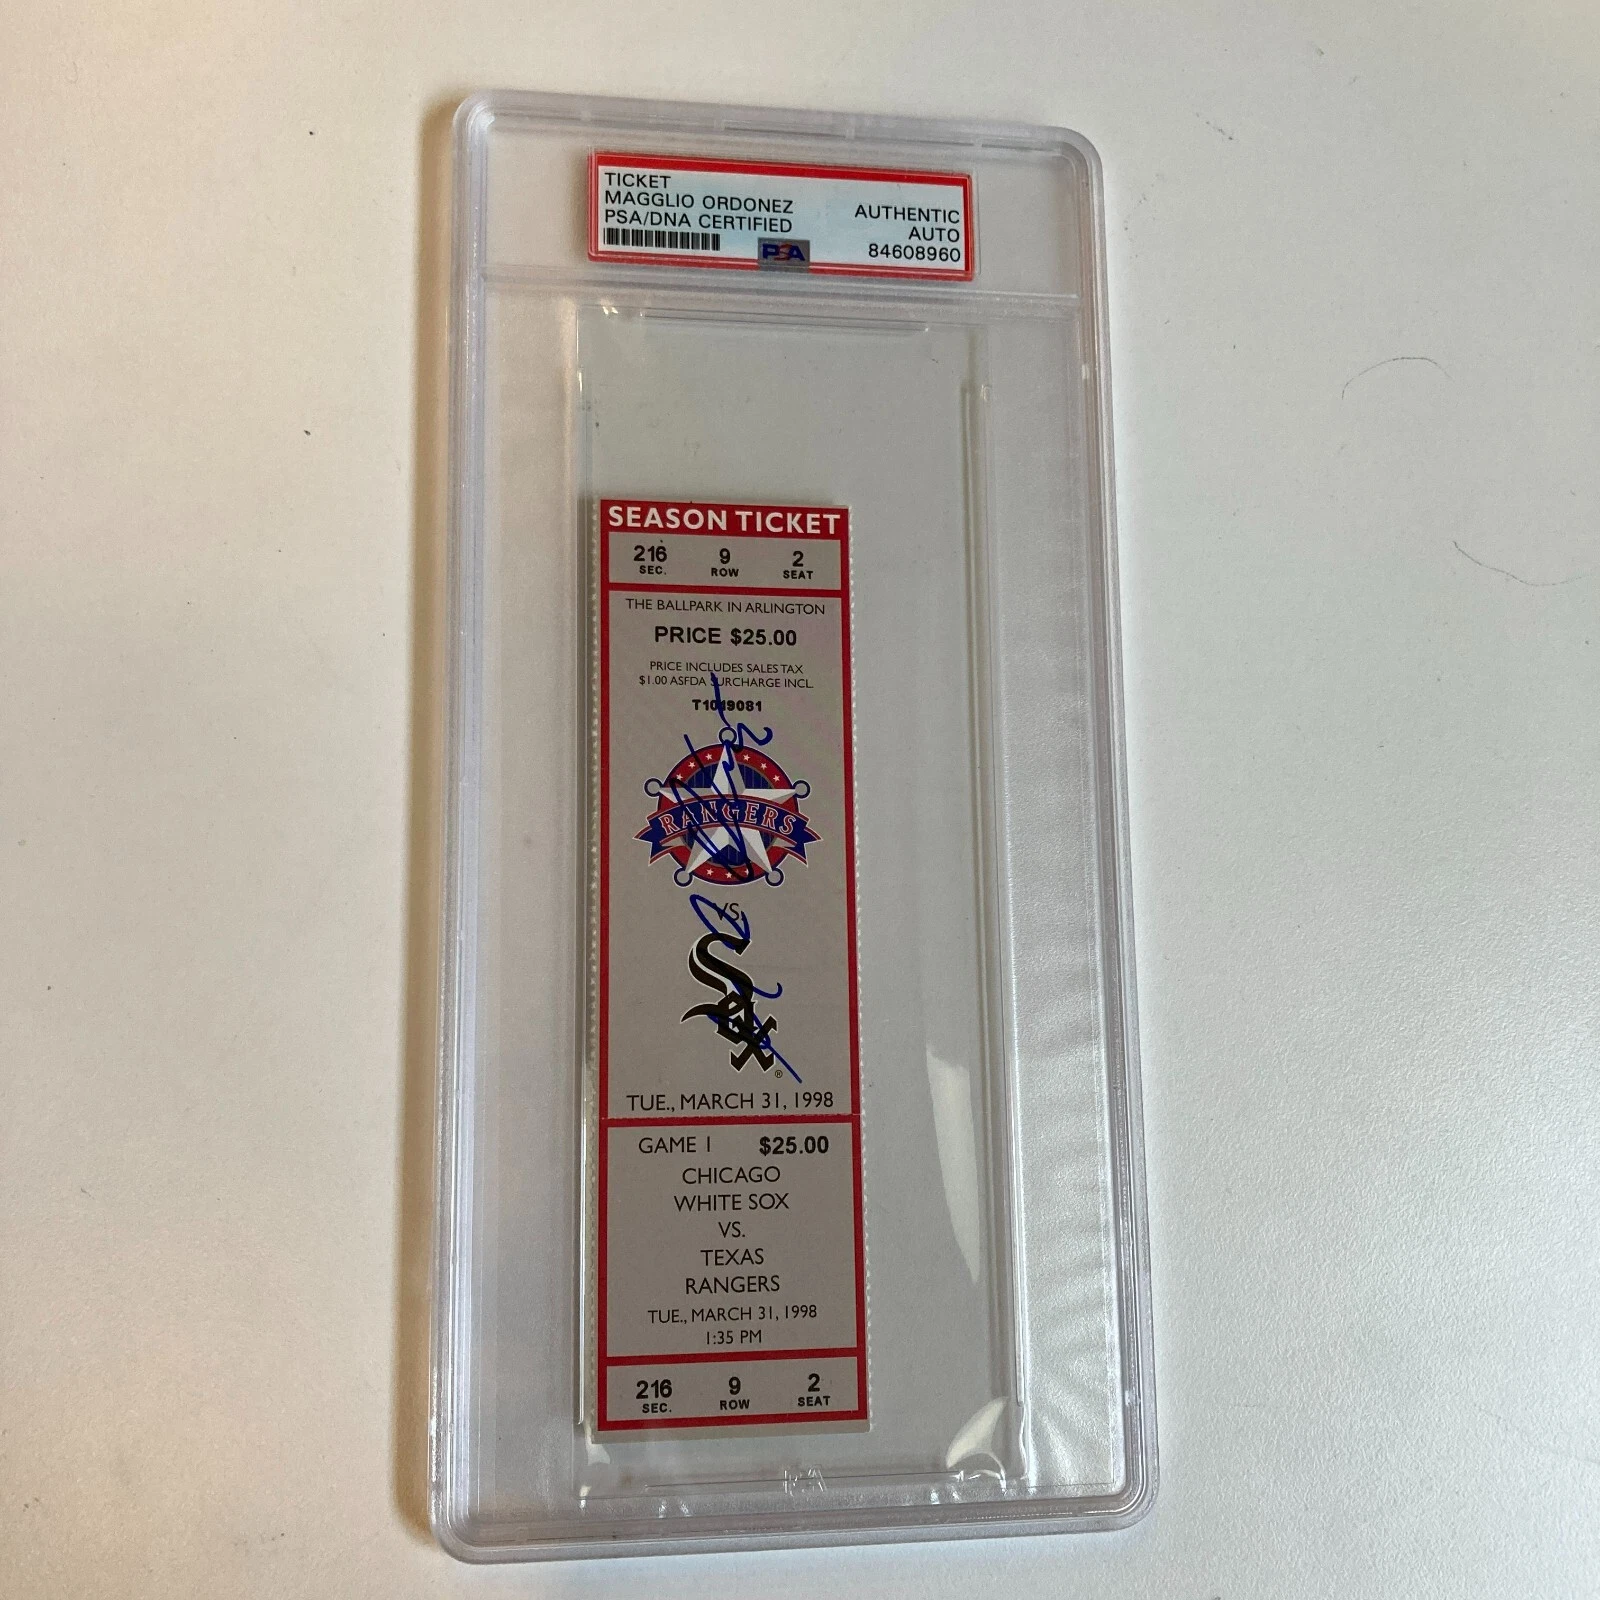 TICKET
MAGGLIO ORDONEZ
PSA/DNA CERTIFIED
AUTHENTIC
AUTO
84608960
PSA
SEASON TICKET
216 9 2
SEC. ROW SEAT
THE BALLPARK IN ARLINGTON
PRICE $25.00
PRICE INCLUDES SALES TAX
$1.00 ASFDA SURCHARGE INCL.
T1019081
RANGERS
VS.
Sox
®
TUE., MARCH 31, 1998
GAME 1 $25.00
CHICAGO
WHITE SOX
VS.
TEXAS
RANGERS
TUE., MARCH 31, 1998
1:35 PM
216 9 2
SEC. ROW SEAT
PSA